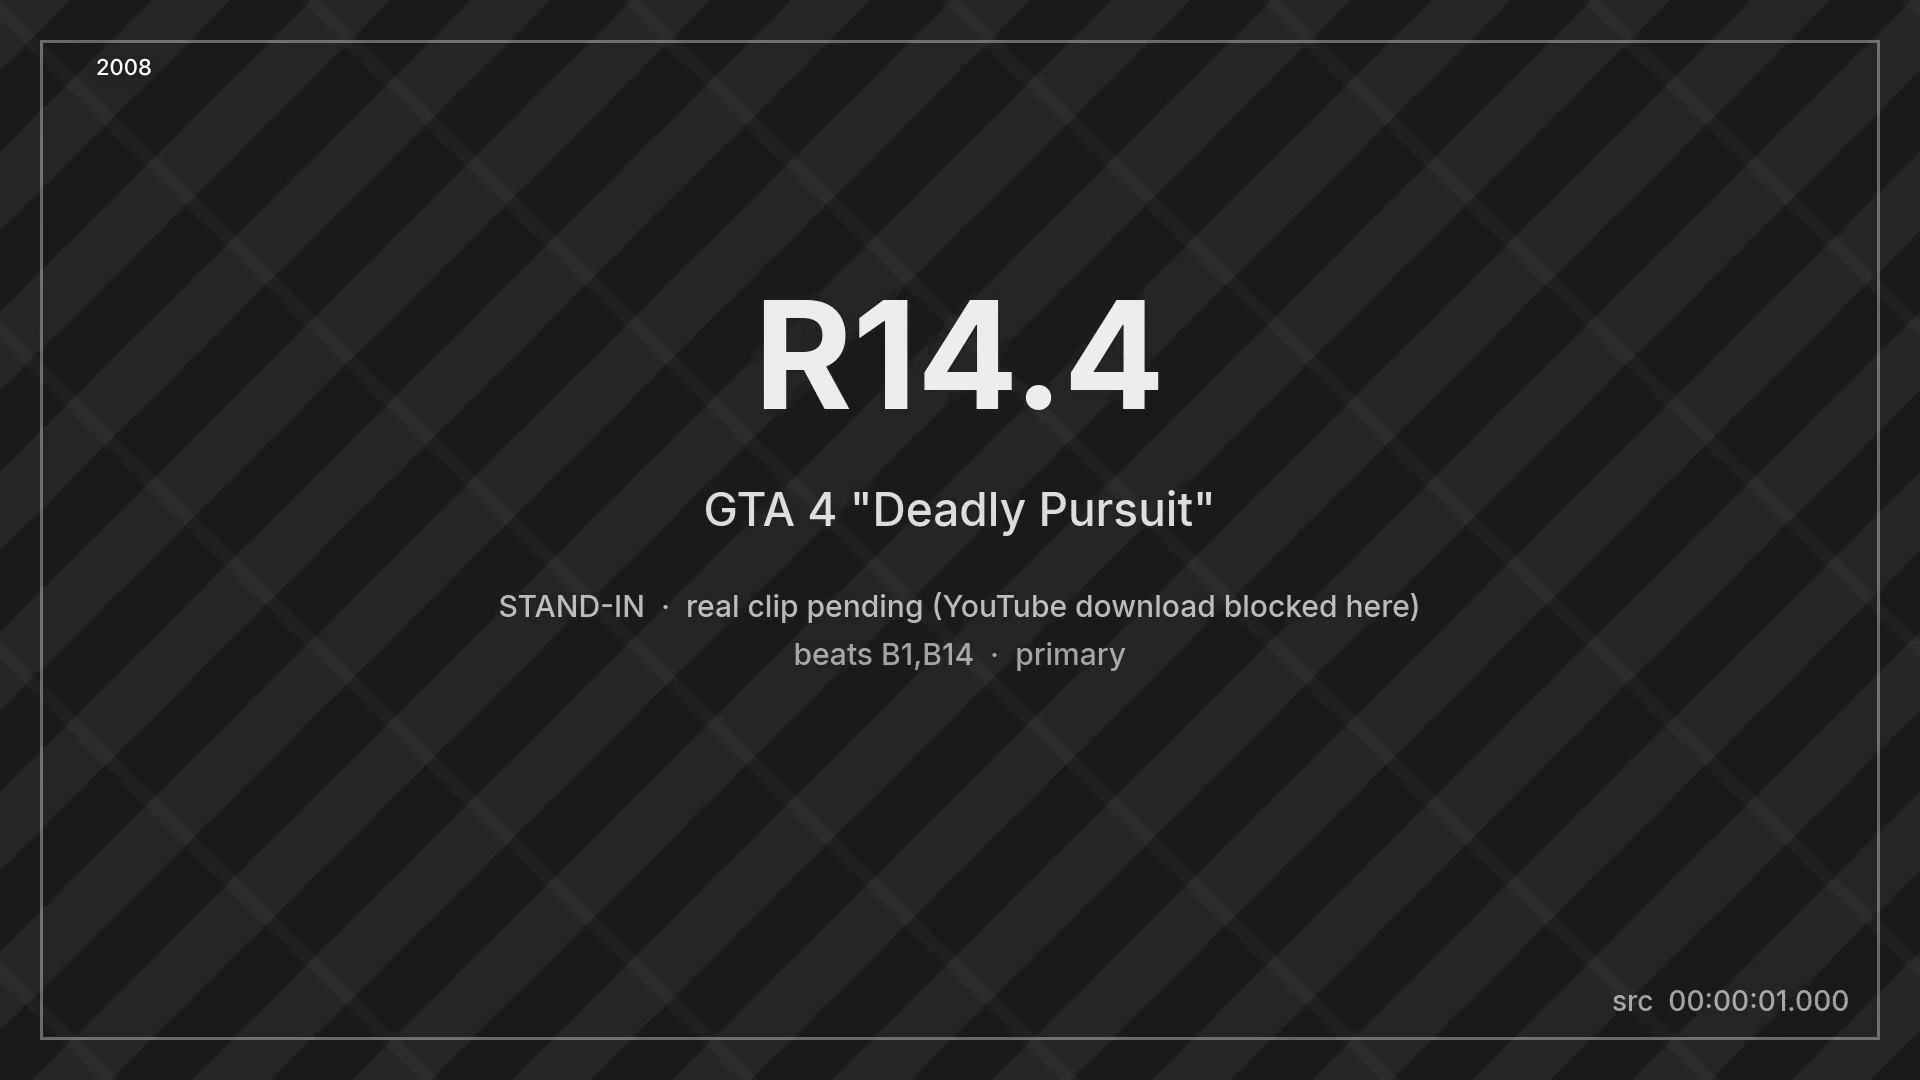 2008
R14.4
GTA 4 "Deadly Pursuit"
STAND-IN · real clip pending (YouTube download blocked here)
beats B1,B14 · primary
src 00:00:01.000